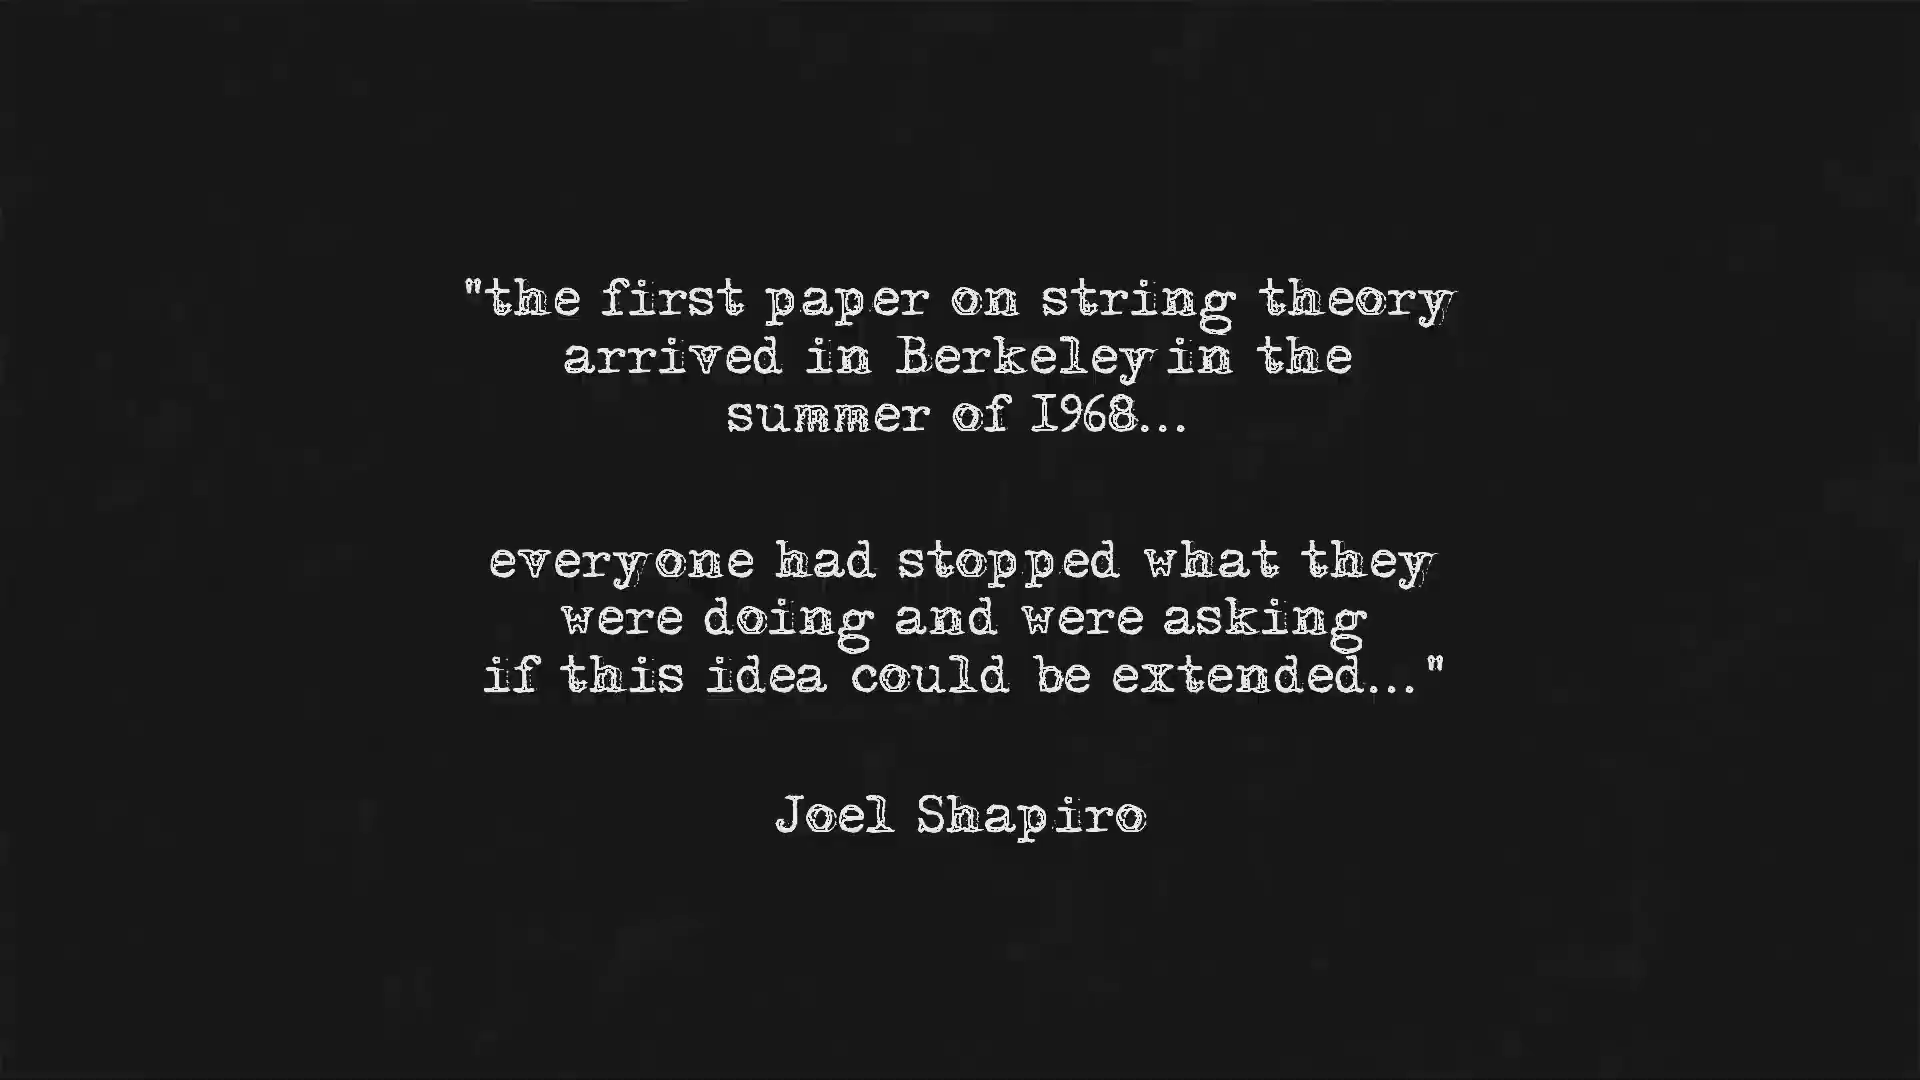 "the first paper on string theory
arrived in Berkeley in the
summer of 1968...
everyone had stopped what they
were doing and were asking
if this idea could be extended..."
Joel Shapiro